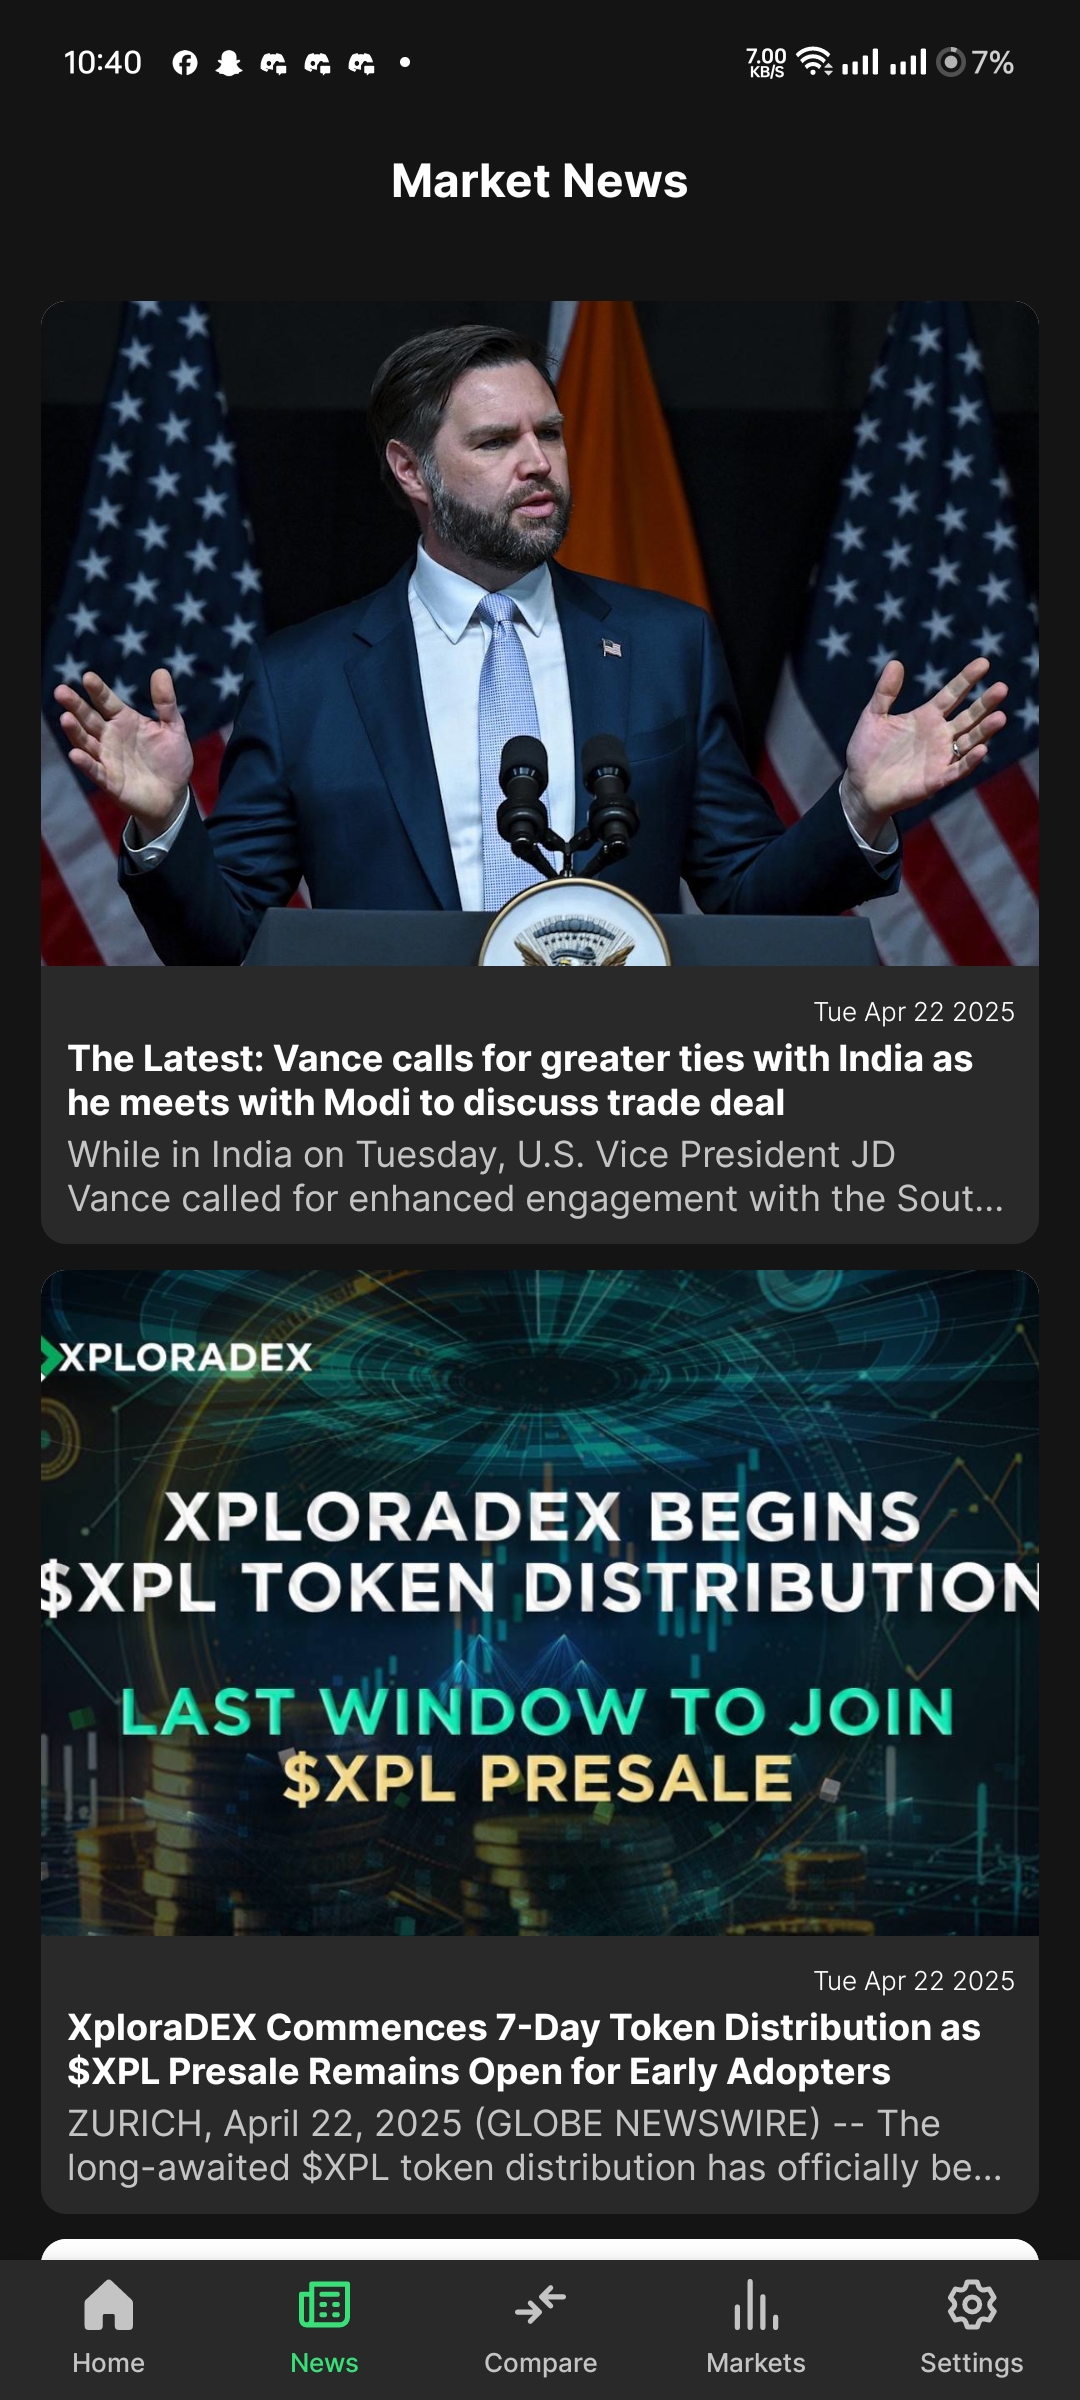 10:40
7.00
KB/S
7%
Market News
Tue Apr 22 2025
The Latest: Vance calls for greater ties with India as
he meets with Modi to discuss trade deal
While in India on Tuesday, U.S. Vice President JD
Vance called for enhanced engagement with the Sout...
XPLORADEX
XPLORADEX BEGINS
$XPL TOKEN DISTRIBUTION
LAST WINDOW TO JOIN
$XPL PRESALE
Tue Apr 22 2025
XploraDEX Commences 7-Day Token Distribution as
$XPL Presale Remains Open for Early Adopters
ZURICH, April 22, 2025 (GLOBE NEWSWIRE) -- The
long-awaited $XPL token distribution has officially be...
Home
News
Compare
Markets
Settings